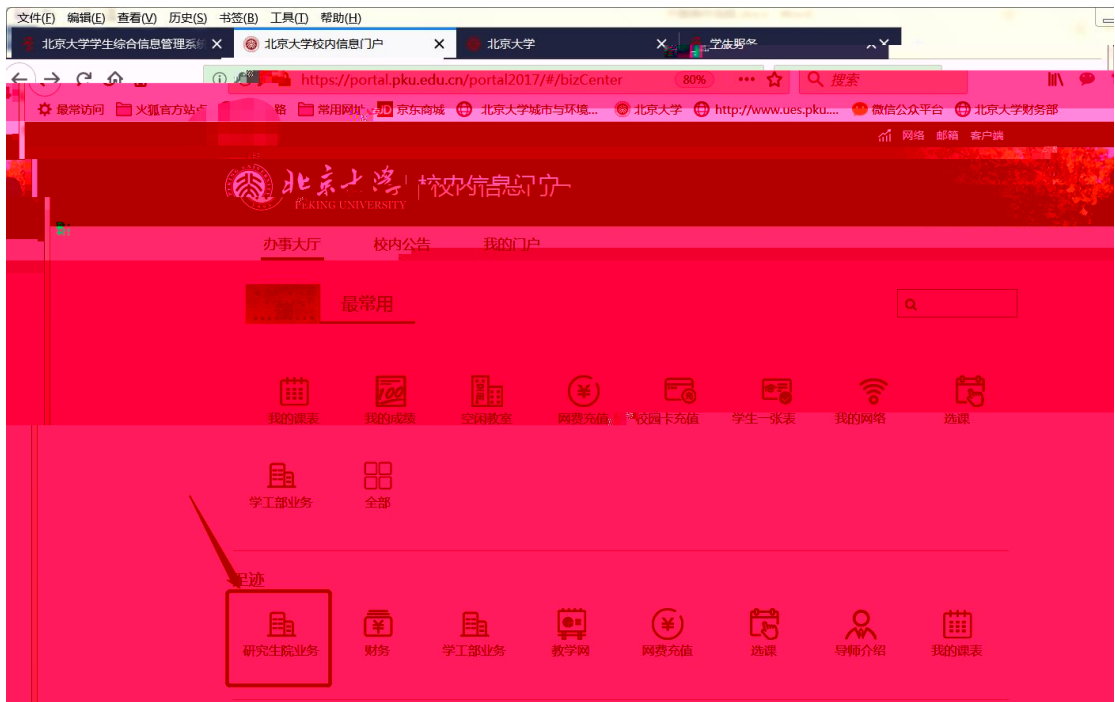 文件(F) 编辑(E) 查看(V) 历史(S) 书签(B) 工具(T) 帮助(H)
北京大学学生综合信息管理系统 北京大学校内信息门户 北京大学
https://portal.pku.edu.cn/portal2017/#/bizCenter 80% 搜索
最常访问 火狐官方站点 常用网址 JD 京东商城 北京大学城市与环境... 北京大学 http://www.ues.pku.... 微信公众平台 北京大学财务部
网络 邮箱 客户端
北京大学 校内信息门户
PEKING UNIVERSITY
办事大厅 校内公告 我的门户
最常用
我的课表 我的成绩 空闲教室 网费充值 校园卡充值 学生一张表 我的网络 选课
学工部业务 全部
足迹
研究生院业务 财务 学工部业务 教学网 网费充值 选课 导师介绍 我的课表